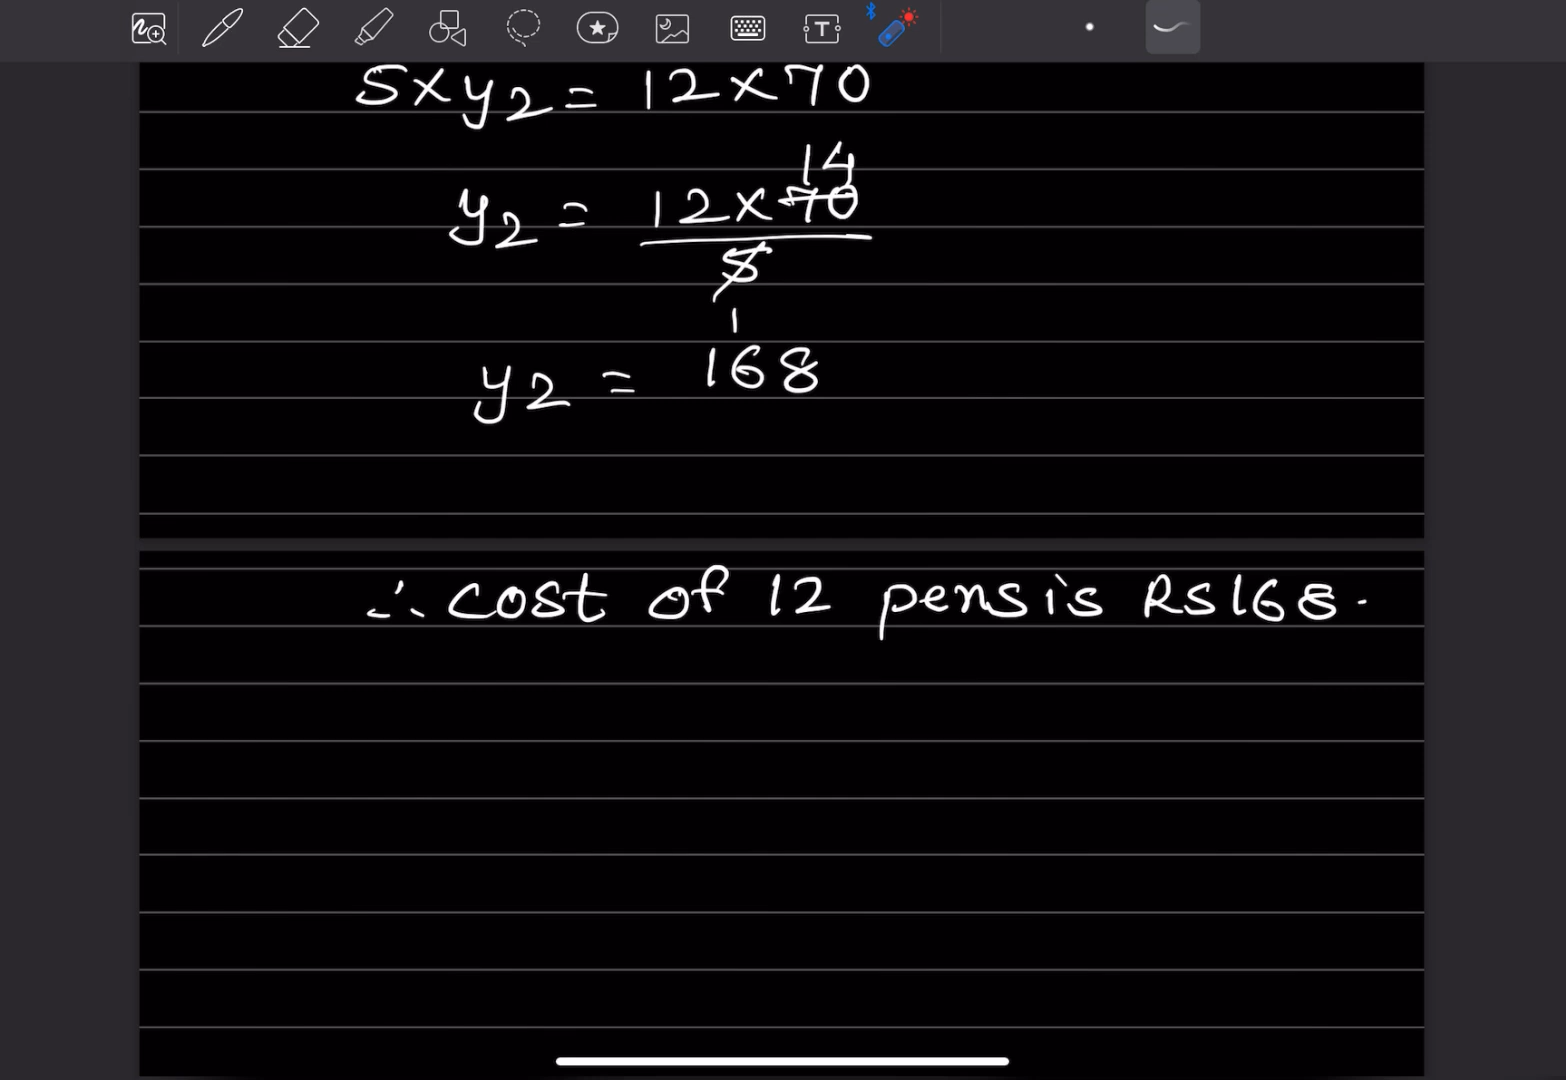 5xy2 = 12x70
14
y2 = 12x70
5
1
y2 = 168
∴ cost of 12 pens is Rs168.